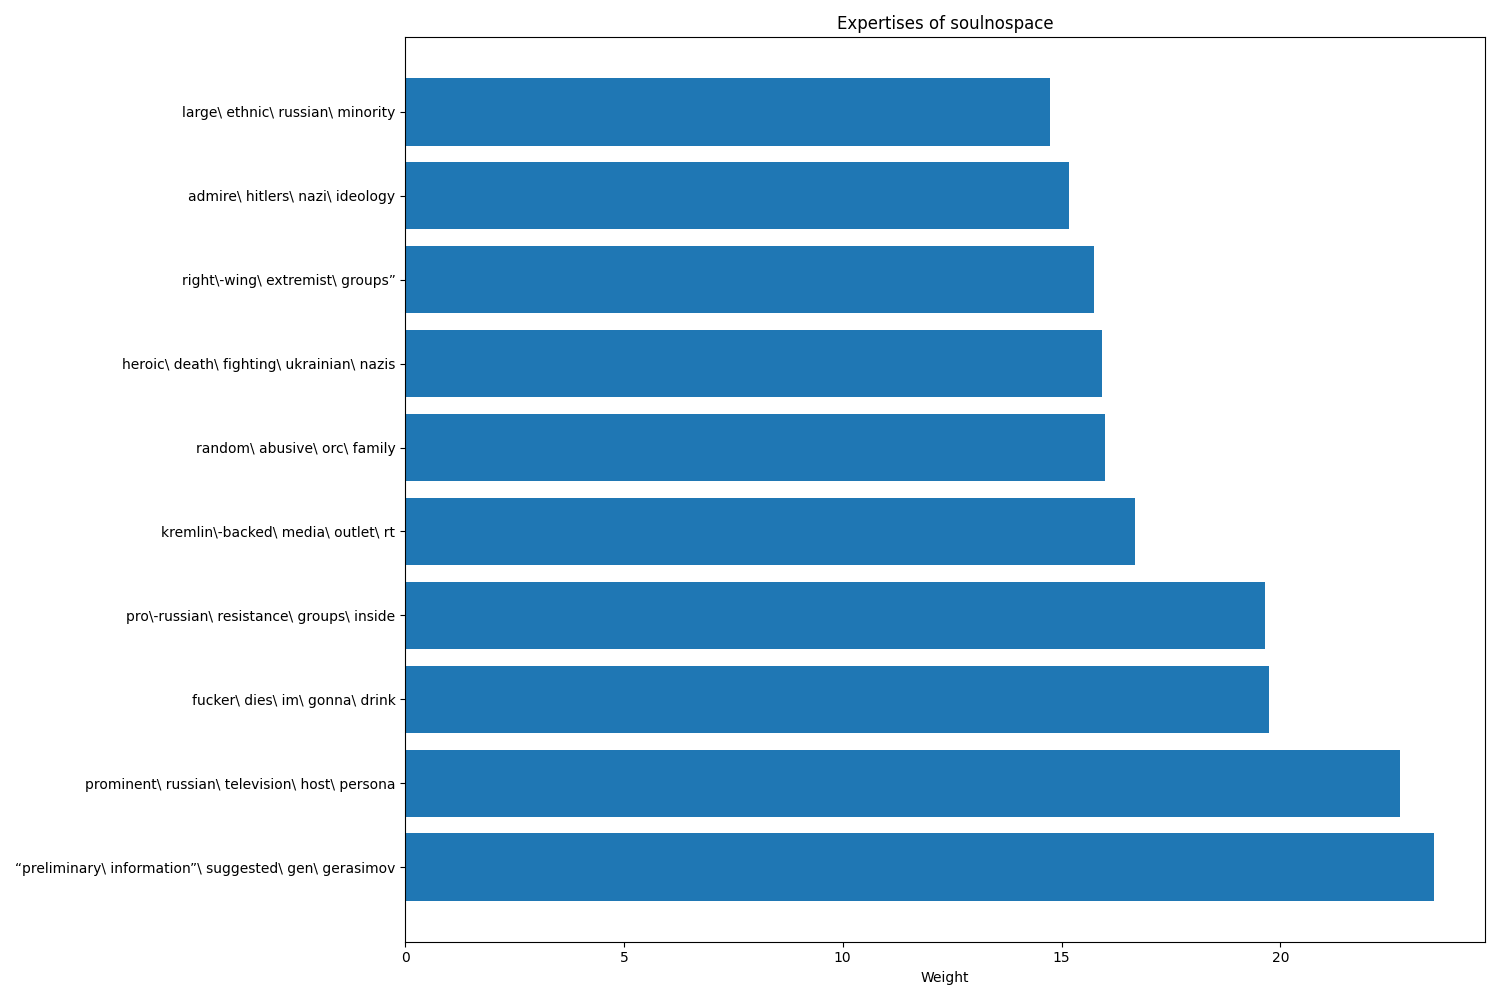 Expertises of soulnospace
large\ ethnic\ russian\ minority
admire\ hitlers\ nazi\ ideology
right\-wing\ extremist\ groups”
heroic\ death\ fighting\ ukrainian\ nazis
random\ abusive\ orc\ family
kremlin\-backed\ media\ outlet\ rt
pro\-russian\ resistance\ groups\ inside
fucker\ dies\ im\ gonna\ drink
prominent\ russian\ television\ host\ persona
“preliminary\ information”\ suggested\ gen\ gerasimov
0 5 10 15 20
Weight